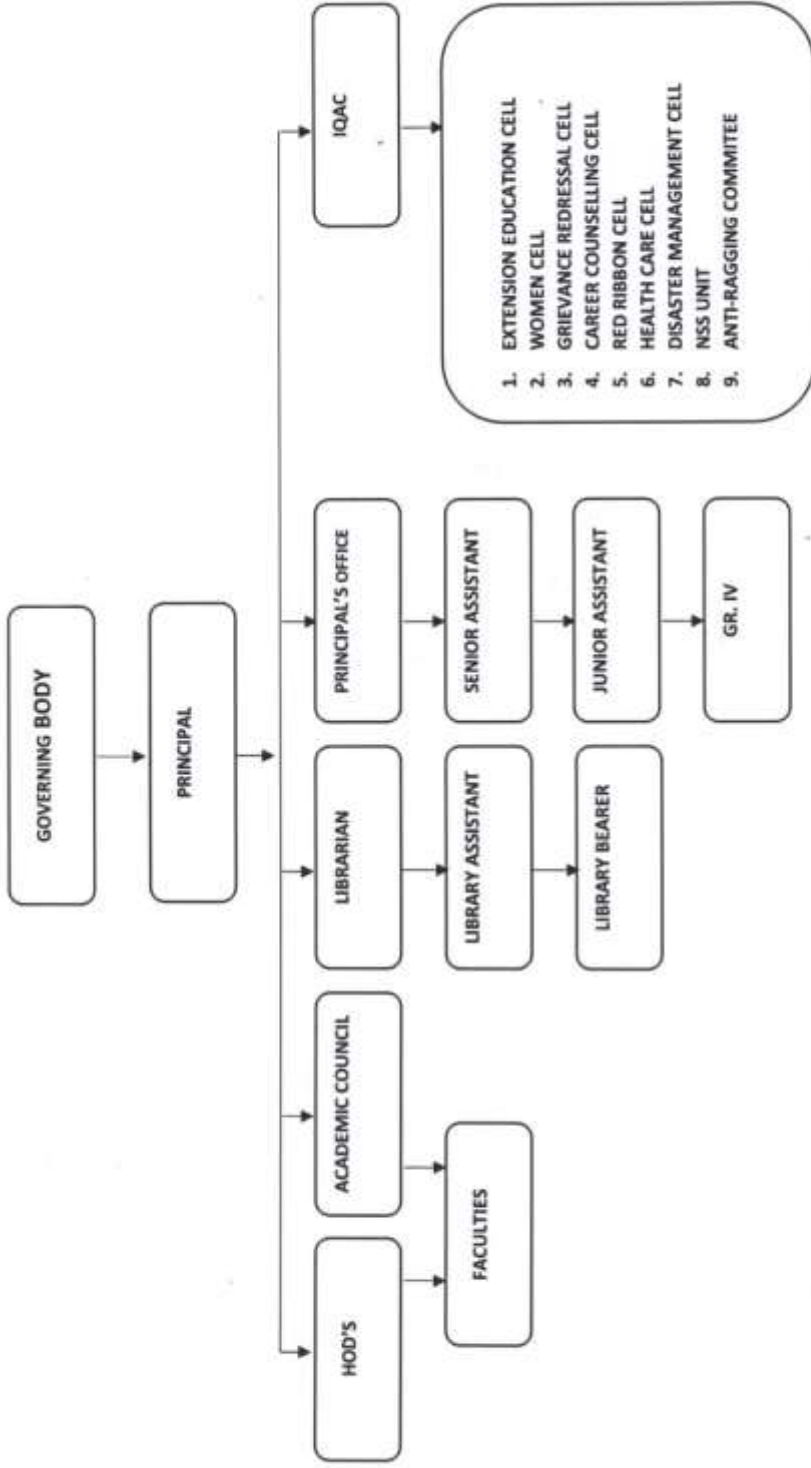 GOVERNING BODY
PRINCIPAL
HOD'S
ACADEMIC COUNCIL
LIBRARIAN
PRINCIPAL'S OFFICE
IQAC
FACULTIES
LIBRARY ASSISTANT
SENIOR ASSISTANT
LIBRARY BEARER
JUNIOR ASSISTANT
GR. IV
1. EXTENSION EDUCATION CELL
2. WOMEN CELL
3. GRIEVANCE REDRESSAL CELL
4. CAREER COUNSELLING CELL
5. RED RIBBON CELL
6. HEALTH CARE CELL
7. DISASTER MANAGEMENT CELL
8. NSS UNIT
9. ANTI-RAGGING COMMITEE